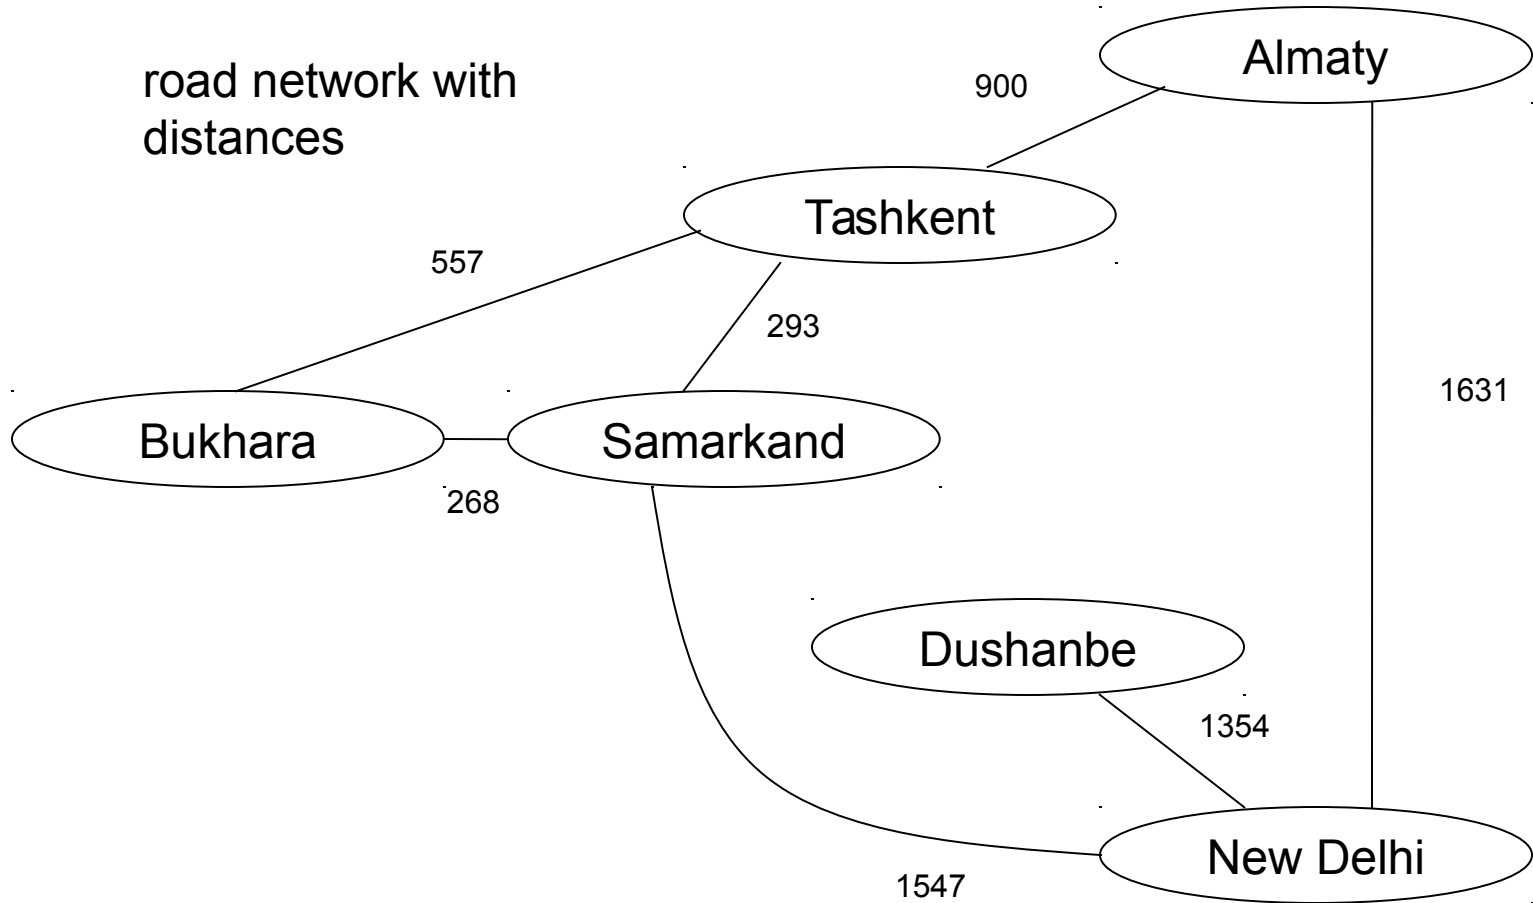 road network with
distances
900
Almaty
Tashkent
557
293
1631
Bukhara
Samarkand
268
Dushanbe
1354
New Delhi
1547